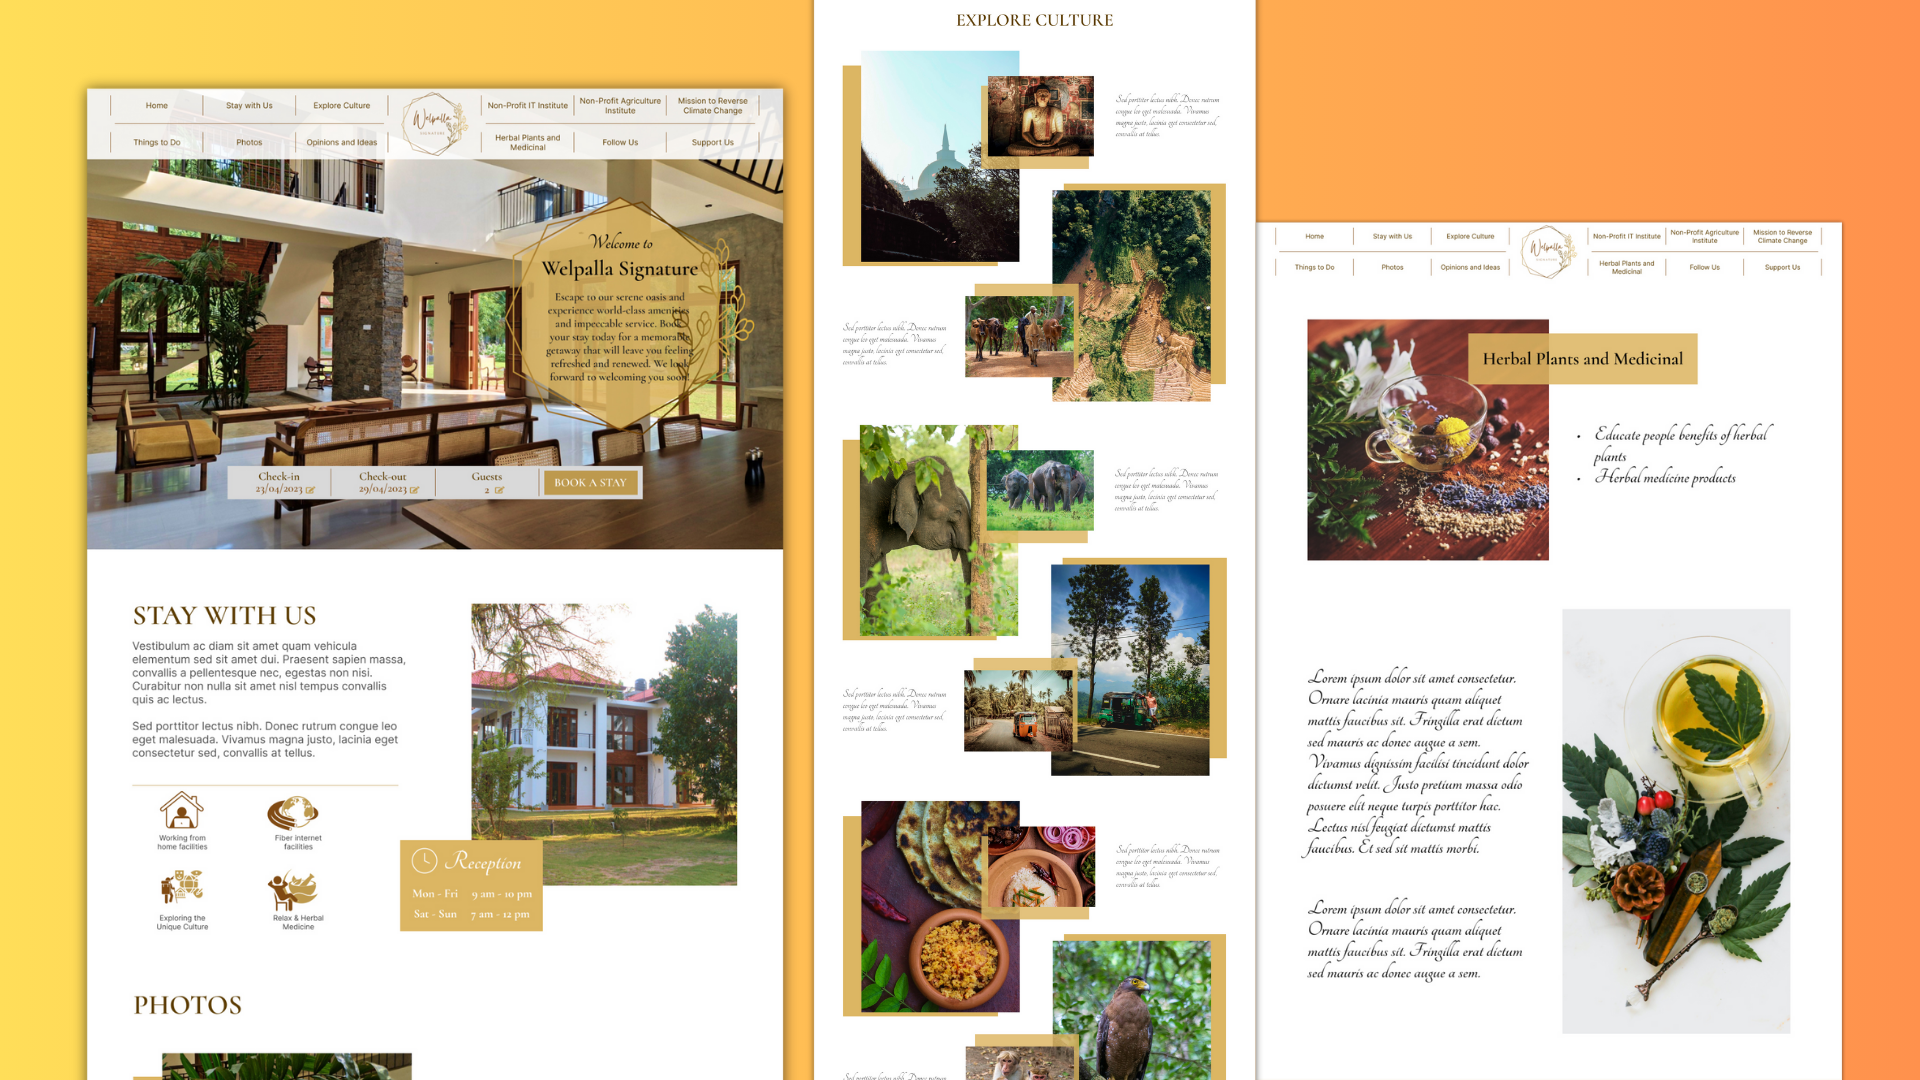 Home
Stay with Us
Explore Culture
Things to Do
Photos
Opinions and Ideas
Welpalla
SIGNATURE
Non-Profit IT Institute
Non-Profit Agriculture
Institute
Mission to Reverse
Climate Change
Herbal Plants and
Medicinal
Follow Us
Support Us
Welcome to
Welpalla Signature
Escape to our serene oasis and
experience world-class amenities
and impeccable service. Book
your stay today for a memorable
getaway that will leave you feeling
refreshed and renewed. We look
forward to welcoming you soon!
Check-in
23/04/2023
Check-out
29/04/2023
Guests
2
BOOK A STAY
STAY WITH US
Vestibulum ac diam sit amet quam vehicula
elementum sed sit amet dui. Praesent sapien massa,
convallis a pellentesque nec, egestas non nisi.
Curabitur non nulla sit amet nisl tempus convallis
quis ac lectus.
Sed porttitor lectus nibh. Donec rutrum congue leo
eget malesuada. Vivamus magna justo, lacinia eget
consectetur sed, convallis at tellus.
Working from
home facilities
Fiber internet
facilities
Exploring the
Unique Culture
Relax & Herbal
Medicine
Reception
Mon - Fri 9 am - 10 pm
Sat - Sun 7 am - 12 pm
PHOTOS
EXPLORE CULTURE
Sed porttitor lectus nibh. Donec rutrum
congue leo eget malesuada. Vivamus
magna justo, lacinia eget consectetur sed,
convallis at tellus.
Sed porttitor lectus nibh. Donec rutrum
congue leo eget malesuada. Vivamus
magna justo, lacinia eget consectetur sed,
convallis at tellus.
Sed porttitor lectus nibh. Donec rutrum
congue leo eget malesuada. Vivamus
magna justo, lacinia eget consectetur sed,
convallis at tellus.
Sed porttitor lectus nibh. Donec rutrum
congue leo eget malesuada. Vivamus
magna justo, lacinia eget consectetur sed,
convallis at tellus.
Sed porttitor lectus nibh. Donec rutrum
congue leo eget malesuada. Vivamus
magna justo, lacinia eget consectetur sed,
convallis at tellus.
Sed porttitor lectus nibh. Donec rutrum
Home
Stay with Us
Explore Culture
Things to Do
Photos
Opinions and Ideas
Welpalla
SIGNATURE
Non-Profit IT Institute
Non-Profit Agriculture
Institute
Mission to Reverse
Climate Change
Herbal Plants and
Medicinal
Follow Us
Support Us
Herbal Plants and Medicinal
• Educate people benefits of herbal
plants
• Herbal medicine products
Lorem ipsum dolor sit amet consectetur.
Ornare lacinia mauris quam aliquet
mattis faucibus sit. Fringilla erat dictum
sed mauris ac donec augue a sem.
Vivamus dignissim facilisi tincidunt dolor
dictumst velit. Justo pretium massa odio
posuere elit neque turpis porttitor hac.
Lectus nisl feugiat dictumst mattis
faucibus. Et sed sit mattis morbi.
Lorem ipsum dolor sit amet consectetur.
Ornare lacinia mauris quam aliquet
mattis faucibus sit. Fringilla erat dictum
sed mauris ac donec augue a sem.